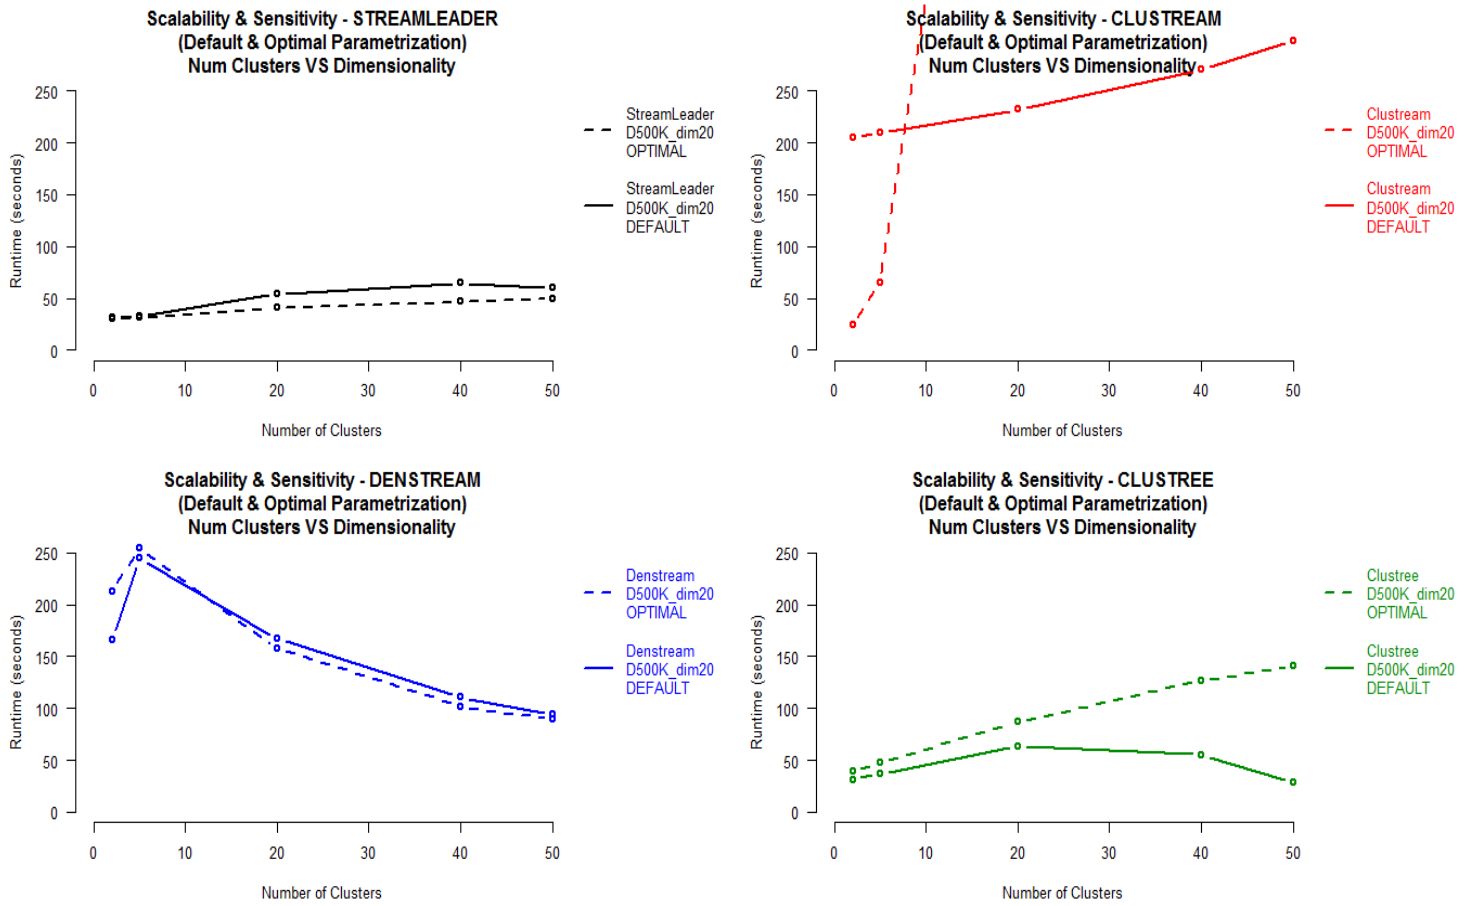 Scalability & Sensitivity - STREAMLEADER
(Default & Optimal Parametrization)
Num Clusters VS Dimensionality
250
200
150
100
50
0
Runtime (seconds)
0 10 20 30 40 50
Number of Clusters
StreamLeader
D500K_dim20
OPTIMAL
StreamLeader
D500K_dim20
DEFAULT
Scalability & Sensitivity - CLUSTREAM
(Default & Optimal Parametrization)
Num Clusters VS Dimensionality
250
200
150
100
50
0
Runtime (seconds)
0 10 20 30 40 50
Number of Clusters
Clustream
D500K_dim20
OPTIMAL
Clustream
D500K_dim20
DEFAULT
Scalability & Sensitivity - DENSTREAM
(Default & Optimal Parametrization)
Num Clusters VS Dimensionality
250
200
150
100
50
0
Runtime (seconds)
0 10 20 30 40 50
Number of Clusters
Denstream
D500K_dim20
OPTIMAL
Denstream
D500K_dim20
DEFAULT
Scalability & Sensitivity - CLUSTREE
(Default & Optimal Parametrization)
Num Clusters VS Dimensionality
250
200
150
100
50
0
Runtime (seconds)
0 10 20 30 40 50
Number of Clusters
Clustree
D500K_dim20
OPTIMAL
Clustree
D500K_dim20
DEFAULT